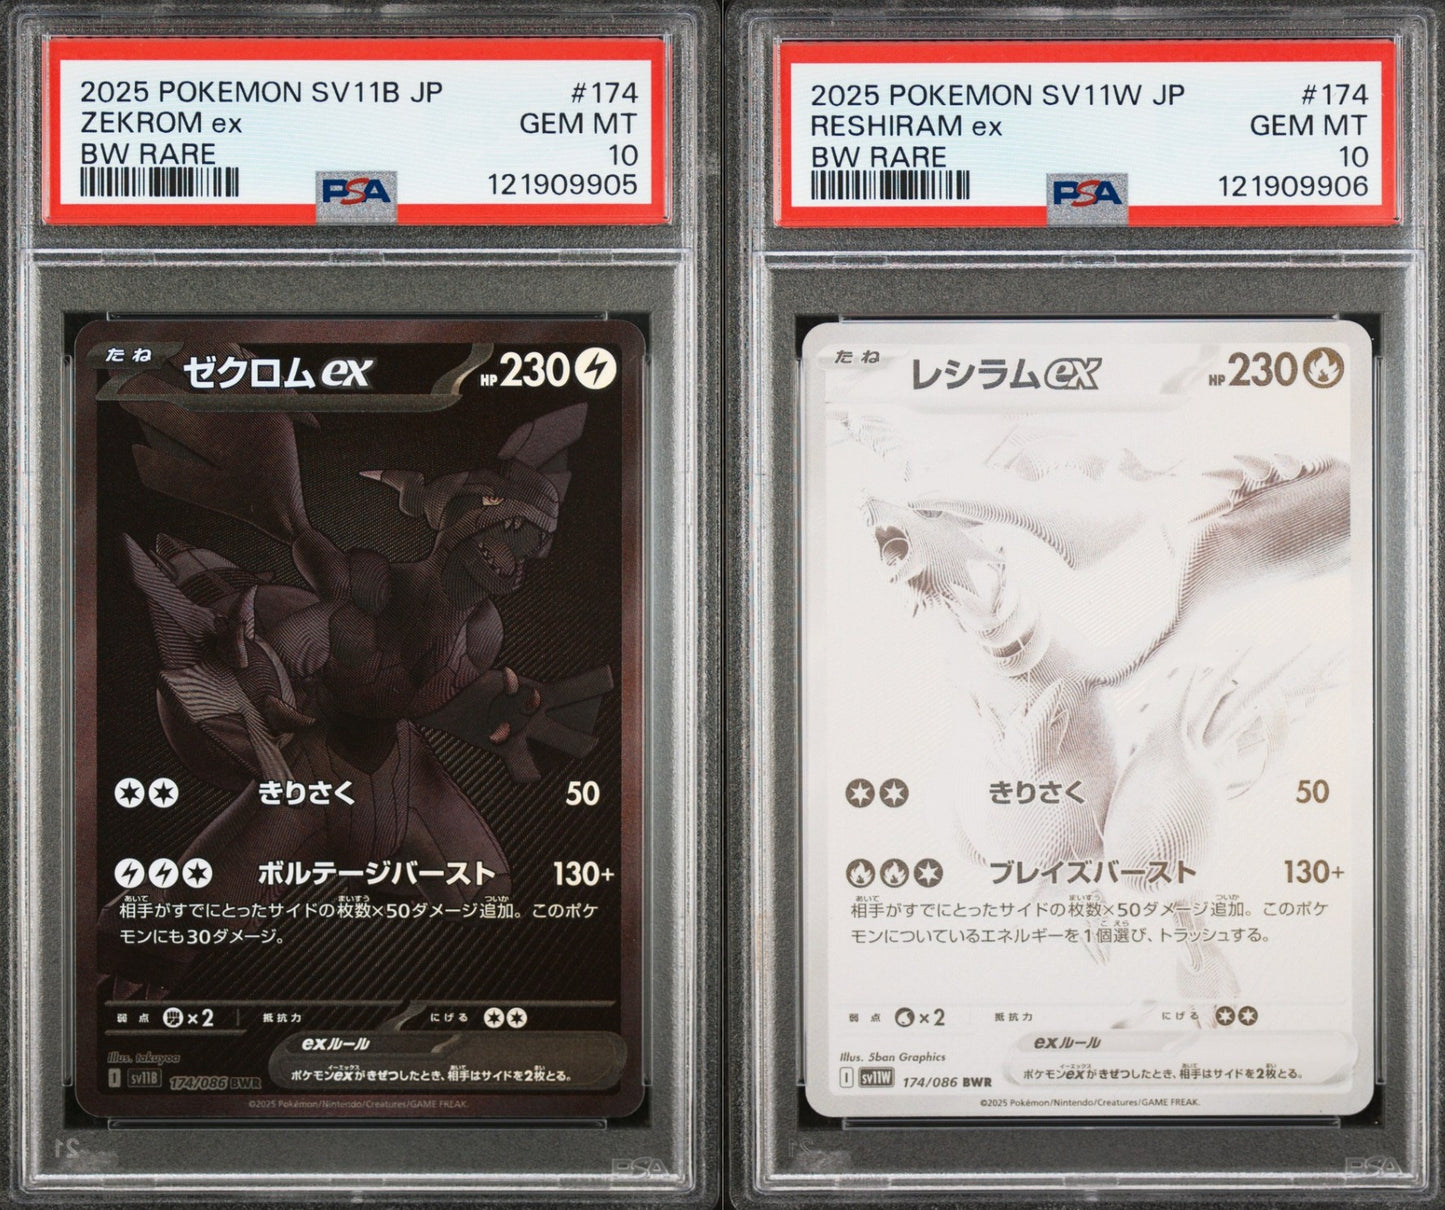 2025 POKEMON SV11B JP #174
ZEKROM ex GEM MT
BW RARE 10
PSA 121909905
たね ゼクロムex HP230
きりさく 50
ボルテージバースト 130+
相手がすでにとったサイドの枚数×50ダメージ追加。このポケ
モンにも30ダメージ。
弱点 ×2 抵抗力 にげる
exルール
ポケモンexがきぜつしたとき、相手はサイドを2枚とる。
Illus. takuyoa
I sv11B 174/086 BWR
©2025 Pokémon/Nintendo/Creatures/GAME FREAK.
PSA
2025 POKEMON SV11W JP #174
RESHIRAM ex GEM MT
BW RARE 10
PSA 121909906
たね レシラムex HP230
きりさく 50
ブレイズバースト 130+
相手がすでにとったサイドの枚数×50ダメージ追加。このポケ
モンについているエネルギーを1個選び、トラッシュする。
弱点 ×2 抵抗力 にげる
exルール
ポケモンexがきぜつしたとき、相手はサイドを2枚とる。
Illus. 5ban Graphics
I sv11W 174/086 BWR
©2025 Pokémon/Nintendo/Creatures/GAME FREAK.
PSA